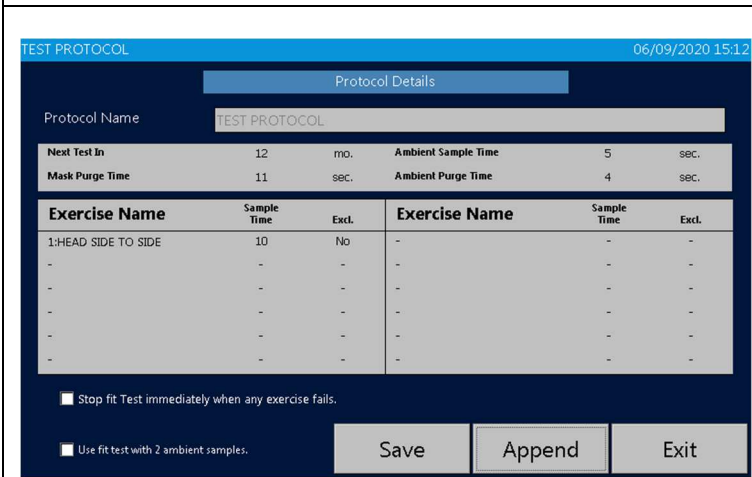 TEST PROTOCOL 06/09/2020 15:12
Protocol Details
Protocol Name TEST PROTOCOL
Next Test In 12 mo. Ambient Sample Time 5 sec.
Mask Purge Time 11 sec. Ambient Purge Time 4 sec.
Exercise Name Sample Time Excl. Exercise Name Sample Time Excl.
1:HEAD SIDE TO SIDE 10 No - - -
- - - - - -
- - - - - -
- - - - - -
- - - - - -
- - - - - -
Stop fit Test immediately when any exercise fails.
Use fit test with 2 ambient samples.
Save Append Exit